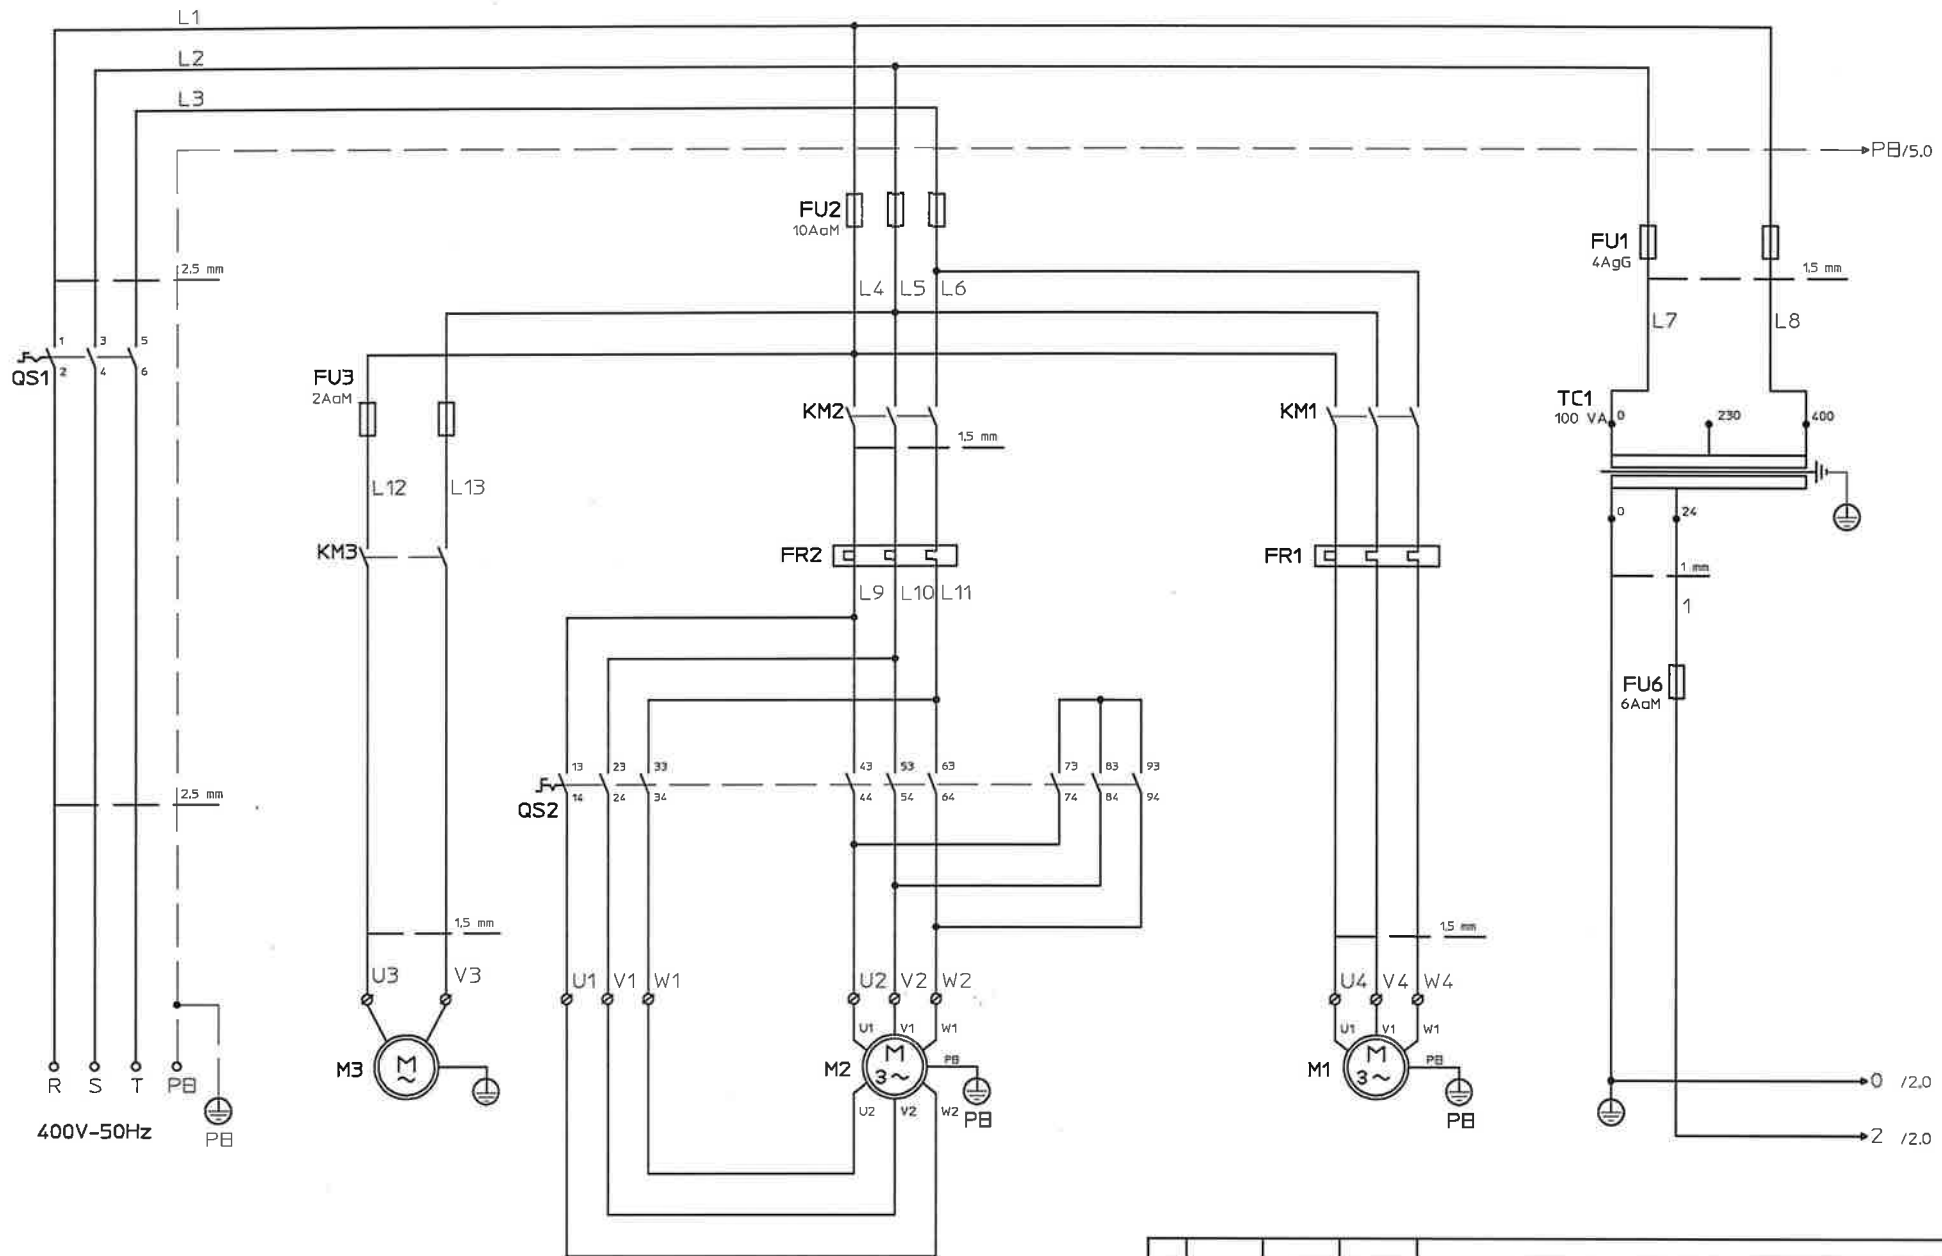 L1
L2
L3
PB/5.0
FU2
10AaM
FU1
4AgG
2.5 mm
1,5 mm
L4 L5 L6
L7 L8
1 3 5
QS1 2 4 6
FU3
2AaM
KM2
KM1
TC1
100 VA 0 230 400
1,5 mm
L12 L13
0 24
KM3
FR2
FR1
1 mm
L9 L10 L11
1
FU6
6AaM
13 23 33 43 53 63 73 83 93
QS2 14 24 34 44 54 64 74 84 94
2.5 mm
1,5 mm
1,5 mm
U3 V3 U1 V1 W1 U2 V2 W2 U4 V4 W4
U1 V1 W1 U1 V1 W1
M3 M ~
M2 M 3~ PB
M1 M 3~ PB
R S T PB
U2 V2 W2 PB
PB
0 /2.0
400V-50Hz
PB
2 /2.0